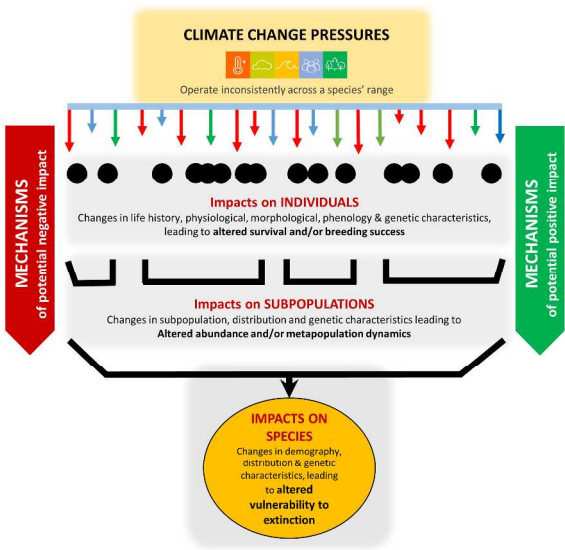 CLIMATE CHANGE PRESSURES
Operate inconsistently across a species' range
MECHANISMS
of potential negative impact
MECHANISMS
of potential positive impact
Impacts on INDIVIDUALS
Changes in life history, physiological, morphological, phenology & genetic characteristics,
leading to altered survival and/or breeding success
Impacts on SUBPOPULATIONS
Changes in subpopulation, distribution and genetic characteristics leading to
Altered abundance and/or metapopulation dynamics
IMPACTS ON
SPECIES
Changes in demography,
distribution & genetic
characteristics, leading
to altered
vulnerability to
extinction